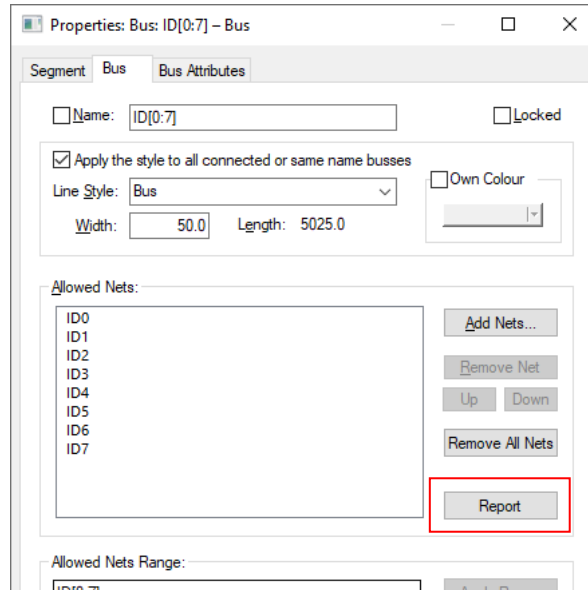 Properties: Bus: ID[0:7] – Bus
Segment Bus Bus Attributes
Name: ID[0:7] Locked
Apply the style to all connected or same name busses
Own Colour
Line Style: Bus
Width: 50.0 Length: 5025.0
Allowed Nets:
ID0
ID1
ID2
ID3
ID4
ID5
ID6
ID7
Add Nets...
Remove Net
Up Down
Remove All Nets
Report
Allowed Nets Range: